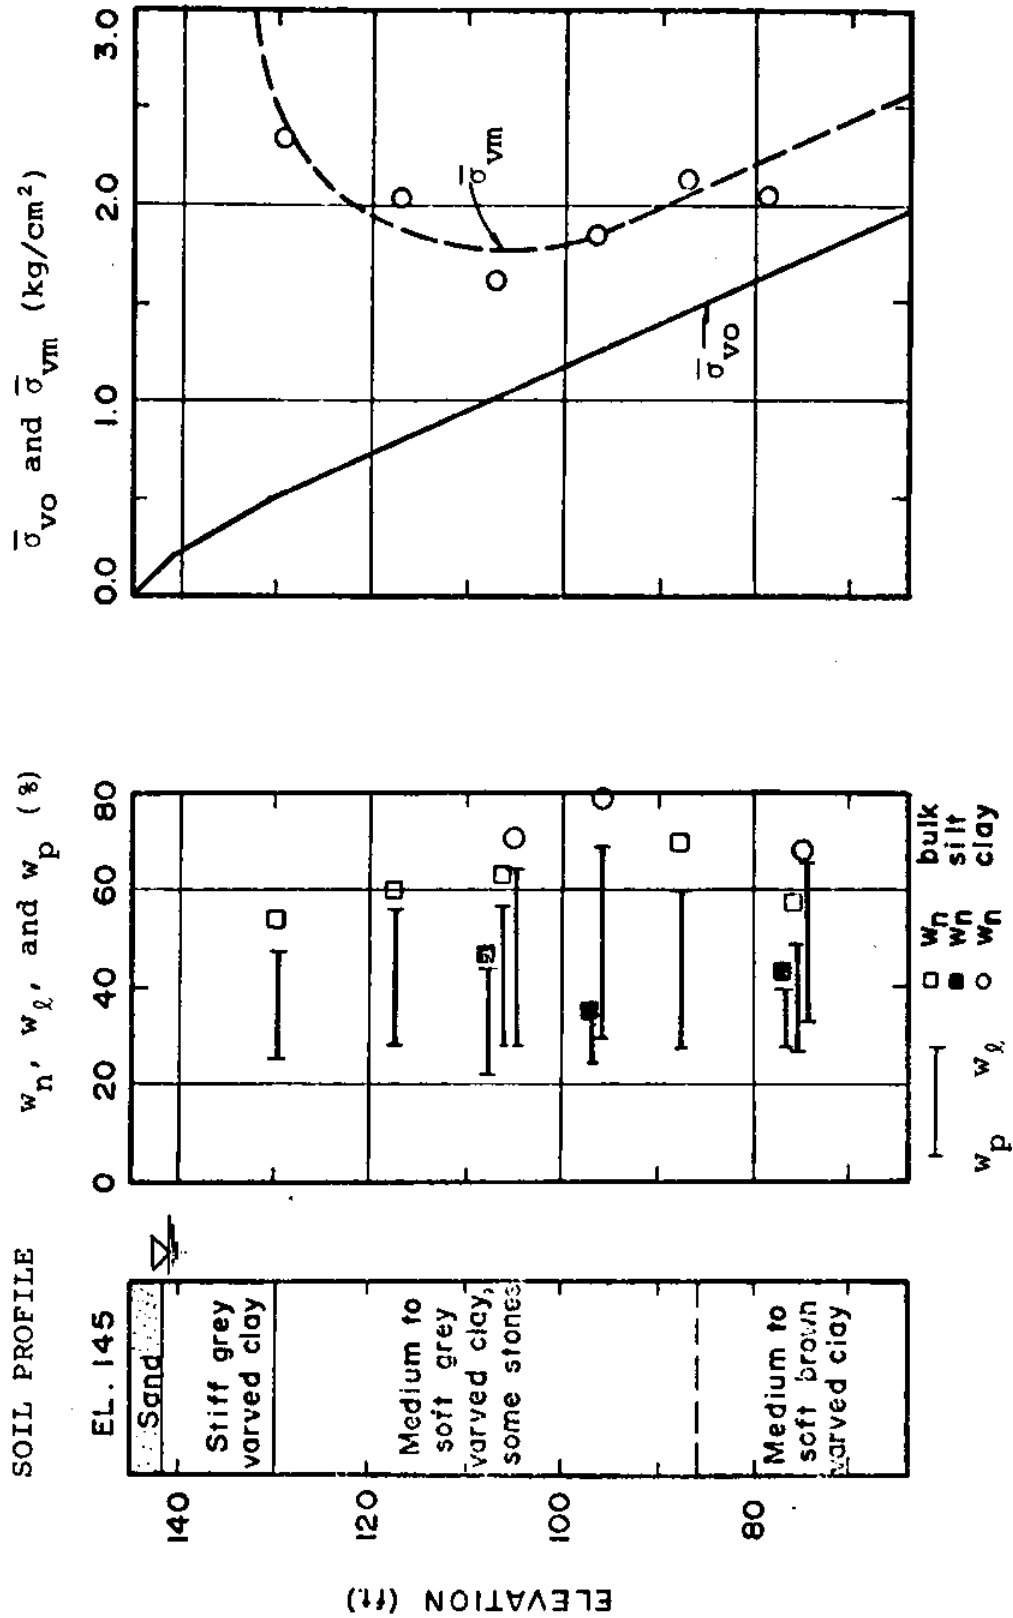 SOIL PROFILE
EL. 145
Sand
Stiff grey
varved clay
Medium to
soft grey
varved clay,
some stones
Medium to
soft brown
varved clay
140
120
100
80
ELEVATION (ft.)
wn, wℓ, and wp (%)
0
20
40
60
80
wp wℓ
□ wn bulk
■ wn silt
○ wn clay
σ̄vo and σ̄vm (kg/cm²)
0.0
1.0
2.0
3.0
σ̄vm
σ̄vo